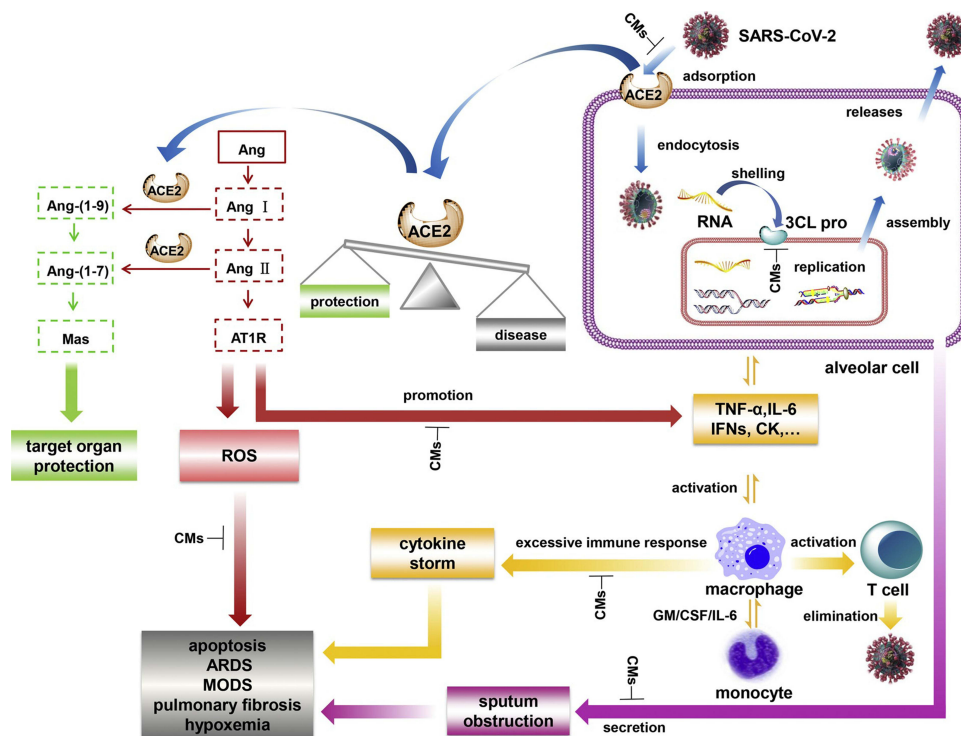 CMs
SARS-CoV-2
adsorption
ACE2
releases
endocytosis
shelling
RNA
3CL pro
assembly
CMs
replication
alveolar cell
Ang
ACE2
Ang-(1-9)
Ang I
ACE2
ACE2
Ang-(1-7)
Ang II
protection
disease
Mas
AT1R
promotion
CMs
TNF-α,IL-6
IFNs, CK,...
target organ
protection
ROS
activation
CMs
cytokine
storm
excessive immune response
CMs
macrophage
activation
T cell
GM/CSF/IL-6
elimination
monocyte
apoptosis
ARDS
MODS
pulmonary fibrosis
hypoxemia
sputum
obstruction
CMs
secretion